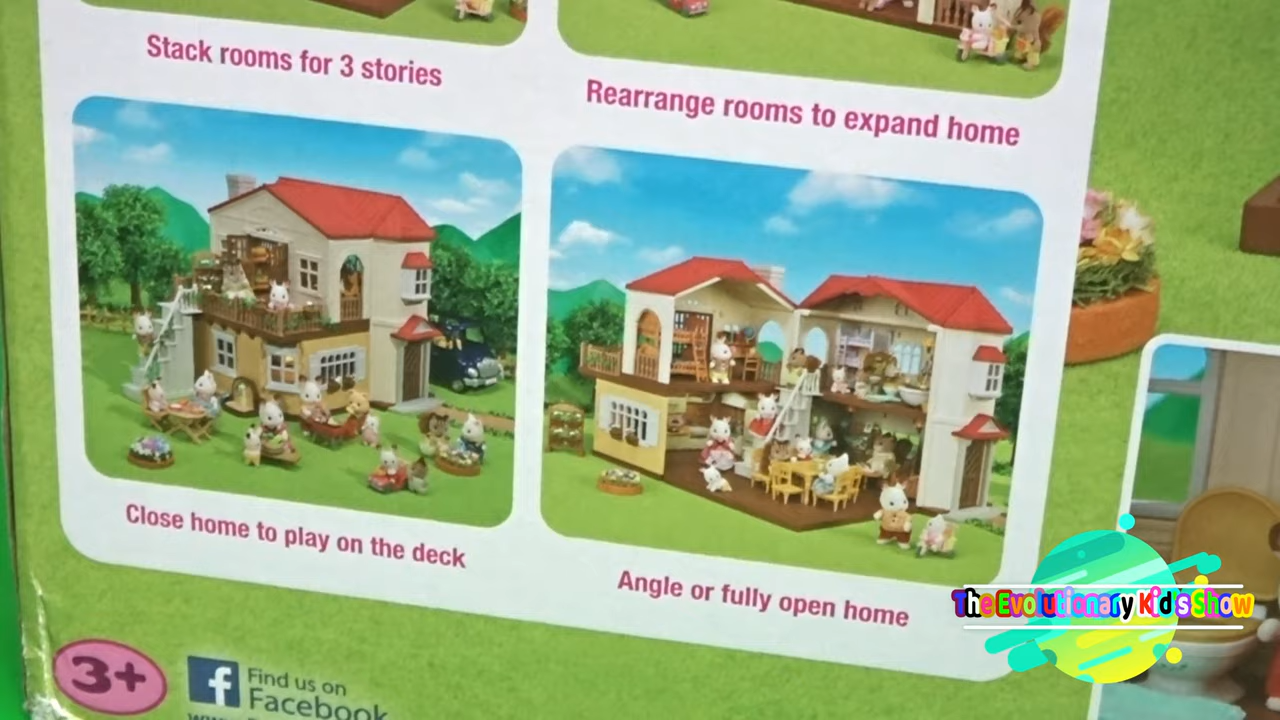 Stack rooms for 3 stories
Rearrange rooms to expand home
Close home to play on the deck
Angle or fully open home
The Evolutionary Kid's Show
3+
f
Find us on
Facebook